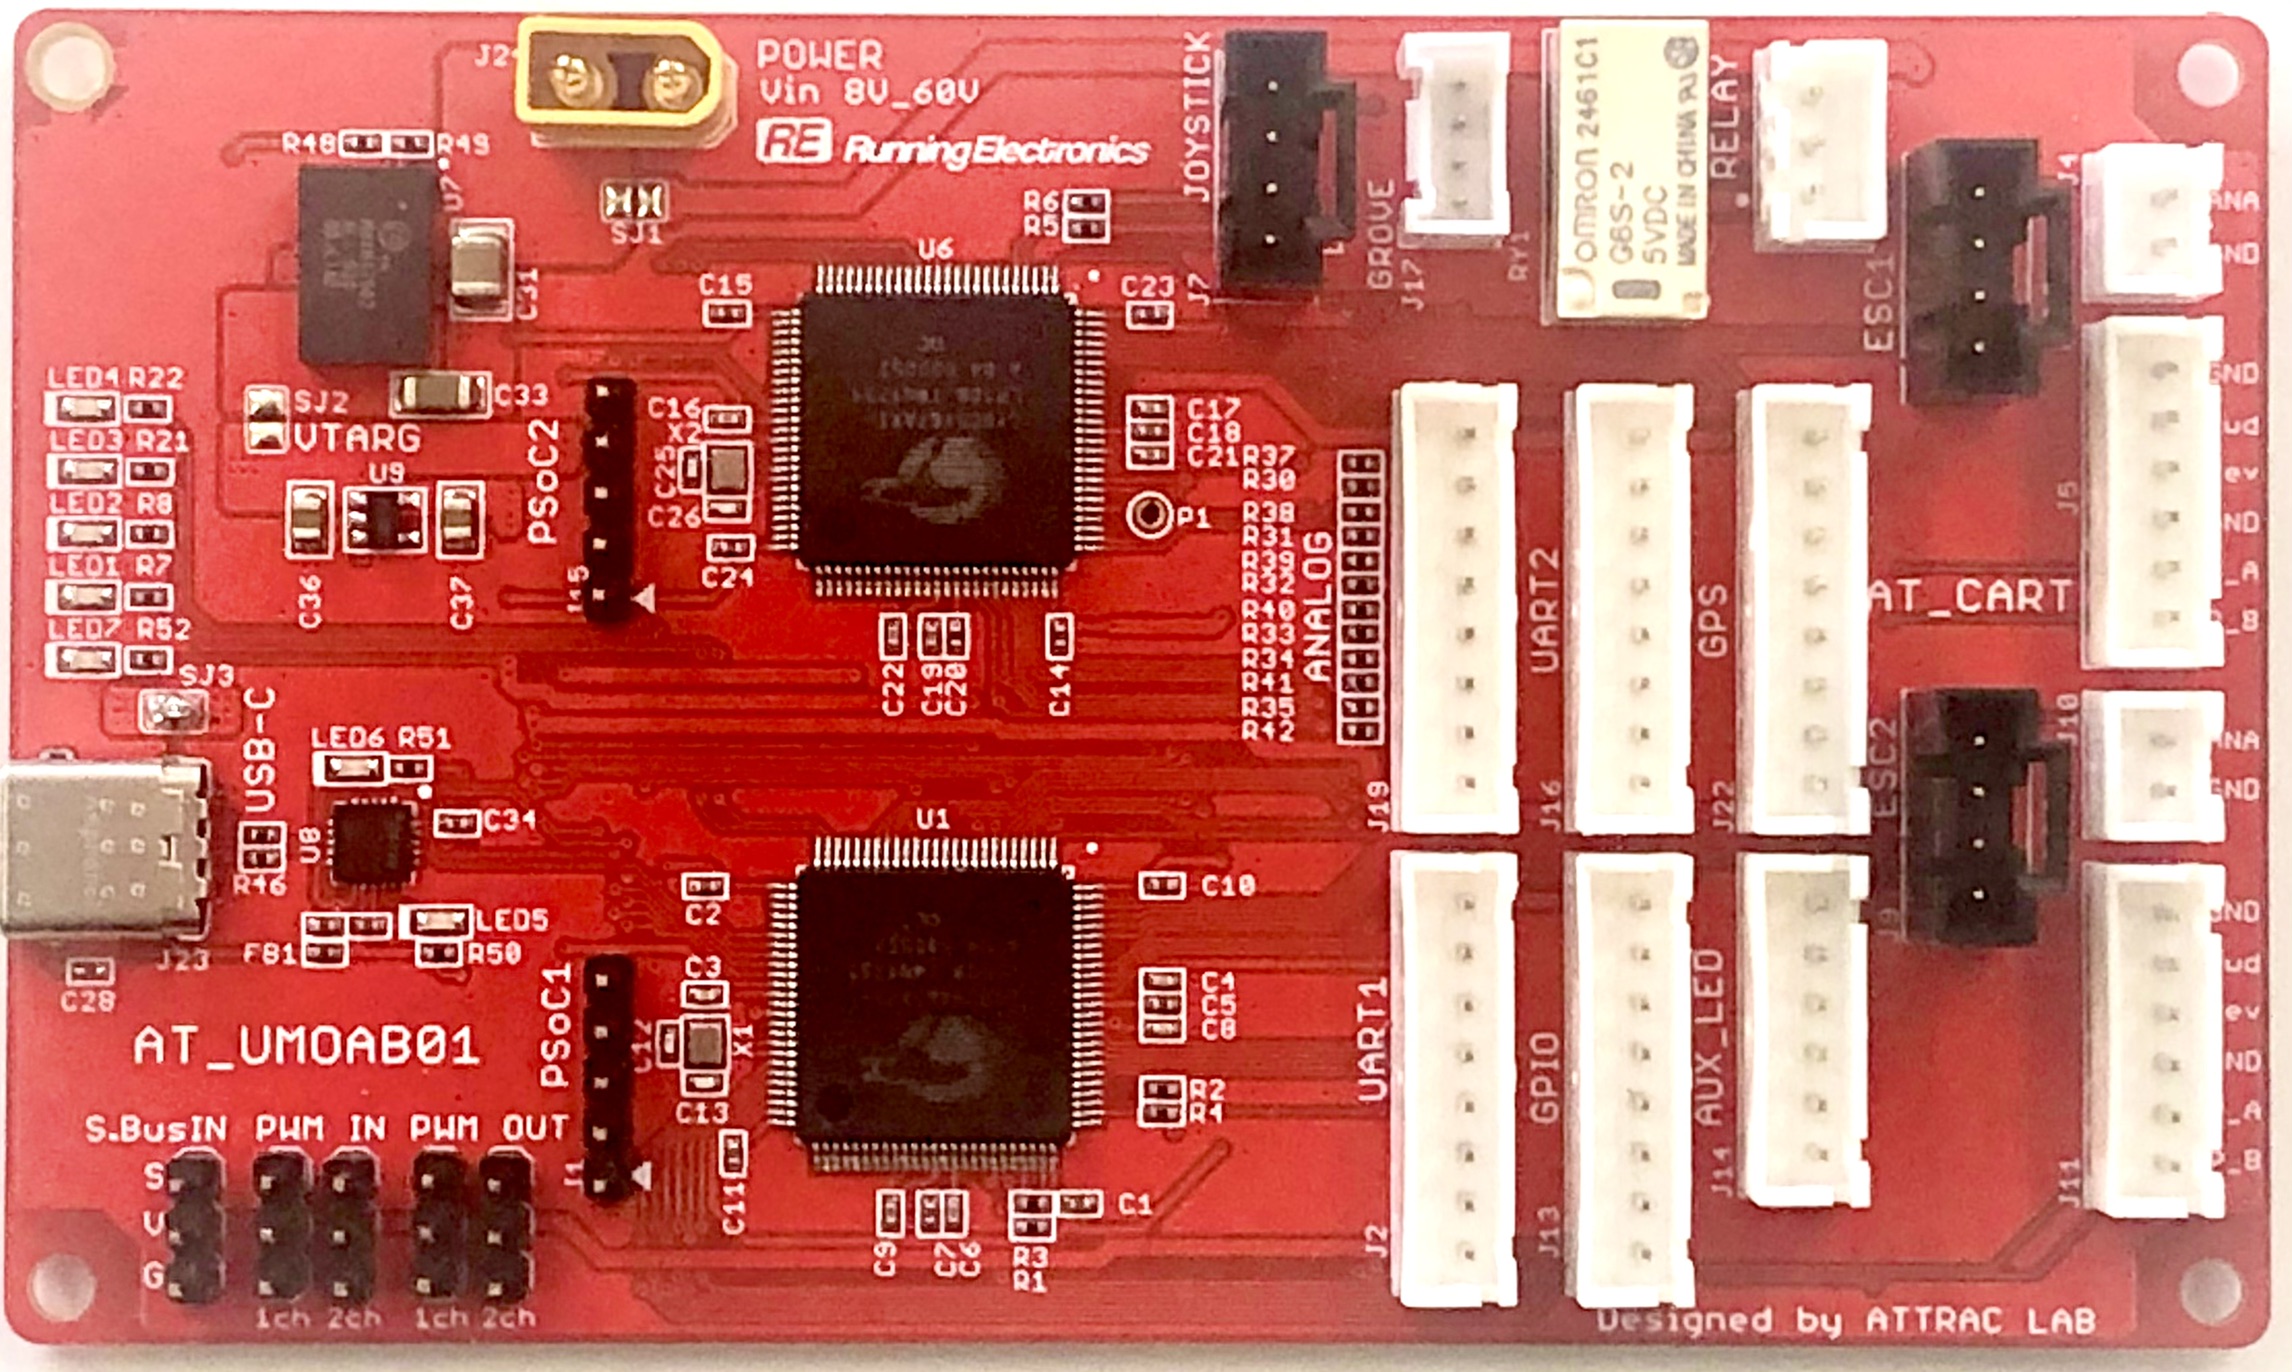 POWER
Vin 8V_60V
RE RunningElectronics
R48
R49
U7
SJ1
C31
C33
R6
R5
U6
C15
C23
JOYSTICK
J7
GROVE
J17
RY1
omron 2461C1
G6S-2
5VDC
MADE IN CHINA
RELAY
ESC1
J4
GND
LED4 R22
LED3 R21
LED2 R8
LED1 R7
LED7 R52
SJ2
VTARG
U9
C36
C37
PSoC2
C16
X2
C25
C26
C24
C17
C18
C21
P1
R37
R30
R38
R31
R39
R32
R40
R33
R34
R41
R35
R42
ANALOG
C22
C19
C20
C14
J19
UART2
J16
GPS
J22
AT_CART
J5
ESC2
J10
SJ3
USB-C
LED6 R51
U8
C34
R46
LED5
R50
J23
C28
U1
C2
C10
C3
C12
X1
C13
C4
C5
C8
R2
R4
PSoC1
J1
C11
C9
C7
C6
R3
R1
C1
UART1
J2
GPIO
J13
AUX_LED
J14
J9
J11
AT_UMOAB01
S.BusIN PWM IN PWM OUT
S
V
G
1ch 2ch 1ch 2ch
Designed by ATTRAC LAB